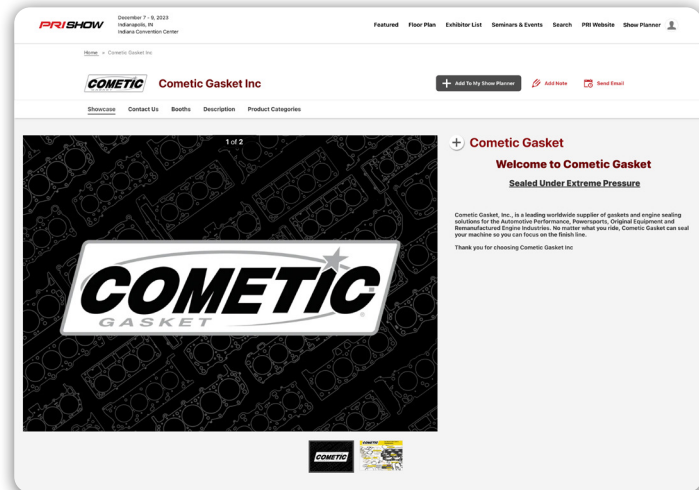 PRI SHOW
December 7 - 9, 2023
Indianapolis, IN
Indiana Convention Center
Featured Floor Plan Exhibitor List Seminars & Events Search PRI Website Show Planner
Home » Cometic Gasket Inc
COMETIC
GASKET
Cometic Gasket Inc
Add To My Show Planner Add Note Send Email
Showcase Contact Us Booths Description Product Categories
1 of 2
COMETIC
GASKET
Cometic Gasket
Welcome to Cometic Gasket
Sealed Under Extreme Pressure
Cometic Gasket, Inc., is a leading worldwide supplier of gaskets and engine sealing
solutions for the Automotive Performance, Powersports, Original Equipment and
Remanufactured Engine Industries. No matter what you ride, Cometic Gasket can seal
your machine so you can focus on the finish line.
Thank you for choosing Cometic Gasket Inc
COMETIC
COMETIC